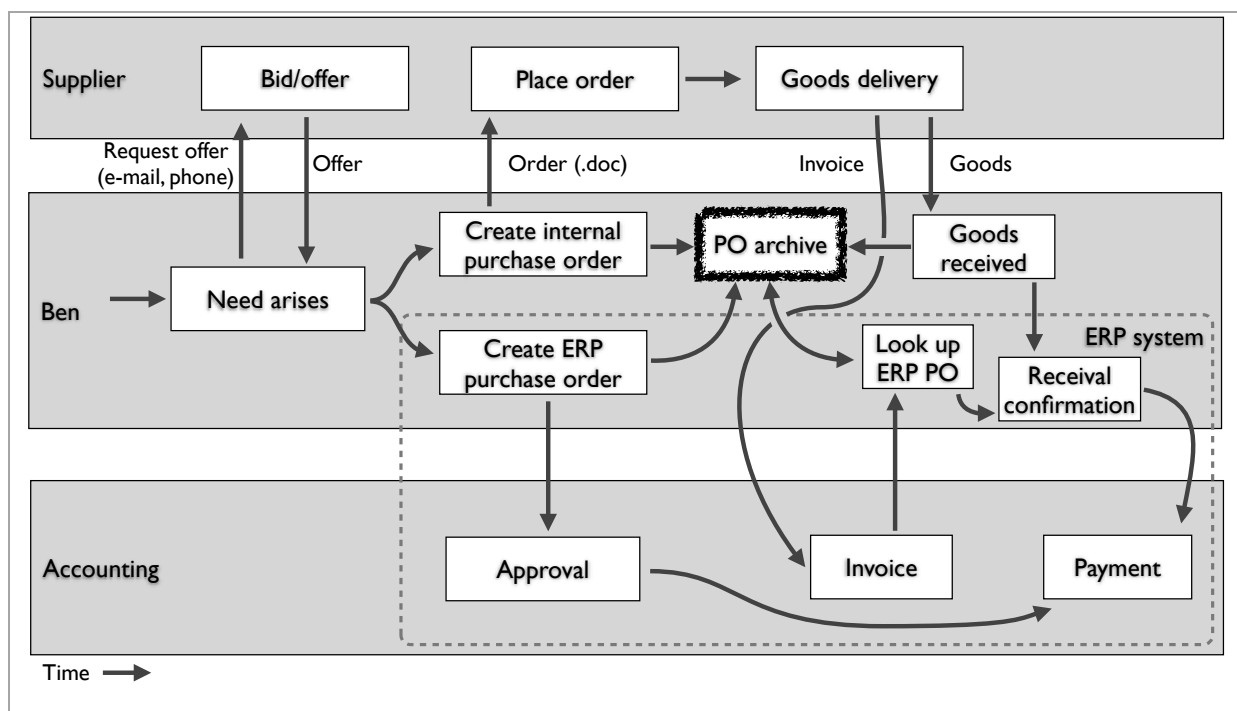 Supplier
Bid/offer
Place order
Goods delivery
Request offer
(e-mail, phone)
Offer
Order (.doc)
Invoice
Goods
Ben
Need arises
Create internal
purchase order
PO archive
Goods
received
Create ERP
purchase order
Look up
ERP PO
ERP system
Receival
confirmation
Accounting
Approval
Invoice
Payment
Time